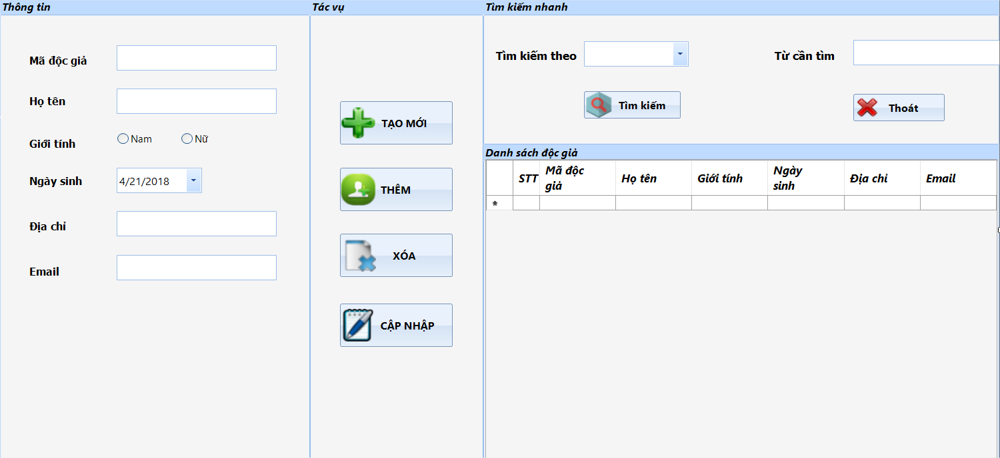 Thông tin
Mã độc giả
Họ tên
Giới tính
Nam
Nữ
Ngày sinh
4/21/2018
Địa chỉ
Email
Tác vụ
TẠO MỚI
THÊM
XÓA
CẬP NHẬP
Tìm kiếm nhanh
Tìm kiếm theo
Từ cần tìm
Tìm kiếm
Thoát
Danh sách độc giả
STT
Mã độc
giả
Họ tên
Giới tính
Ngày
sinh
Địa chỉ
Email
*